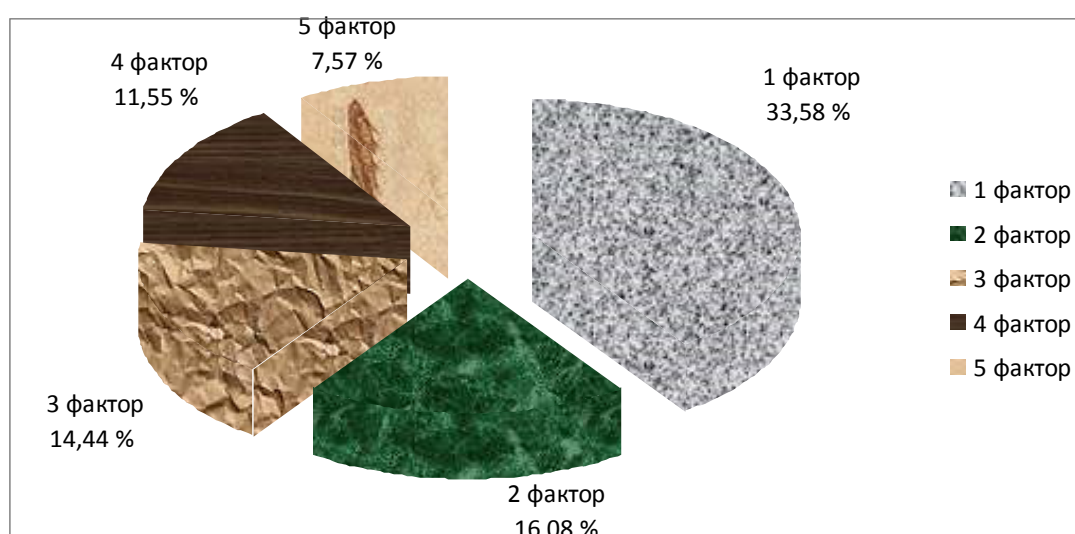 5 фактор
7,57 %
4 фактор
11,55 %
1 фактор
33,58 %
1 фактор
2 фактор
3 фактор
4 фактор
5 фактор
3 фактор
14,44 %
2 фактор
16,08 %